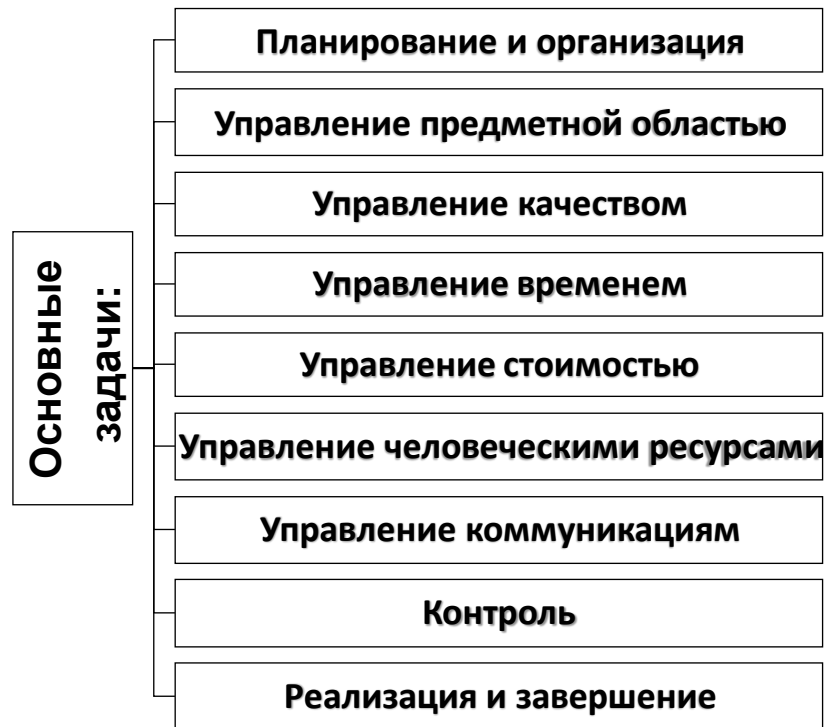 Основные
задачи:
Планирование и организация
Управление предметной областью
Управление качеством
Управление временем
Управление стоимостью
Управление человеческими ресурсами
Управление коммуникациям
Контроль
Реализация и завершение